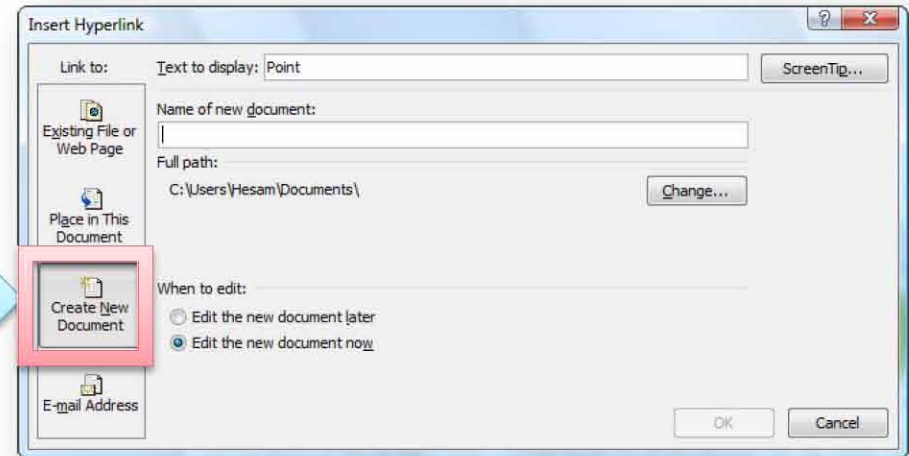 Insert Hyperlink
?
X
Link to:
Text to display: Point
ScreenTip...
Existing File or
Web Page
Name of new document:
Full path:
C:\Users\Hesam\Documents\
Change...
Place in This
Document
Create New
Document
When to edit:
Edit the new document later
Edit the new document now
E-mail Address
OK
Cancel